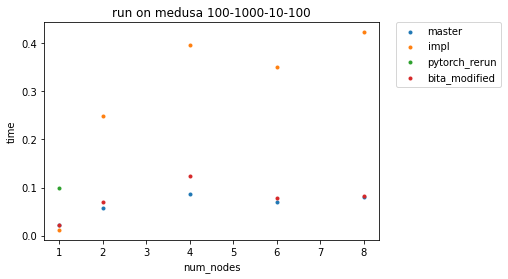 run on medusa 100-1000-10-100
master
impl
pytorch_rerun
bita_modified
time
0.4
0.3
0.2
0.1
0.0
1 2 3 4 5 6 7 8
num_nodes